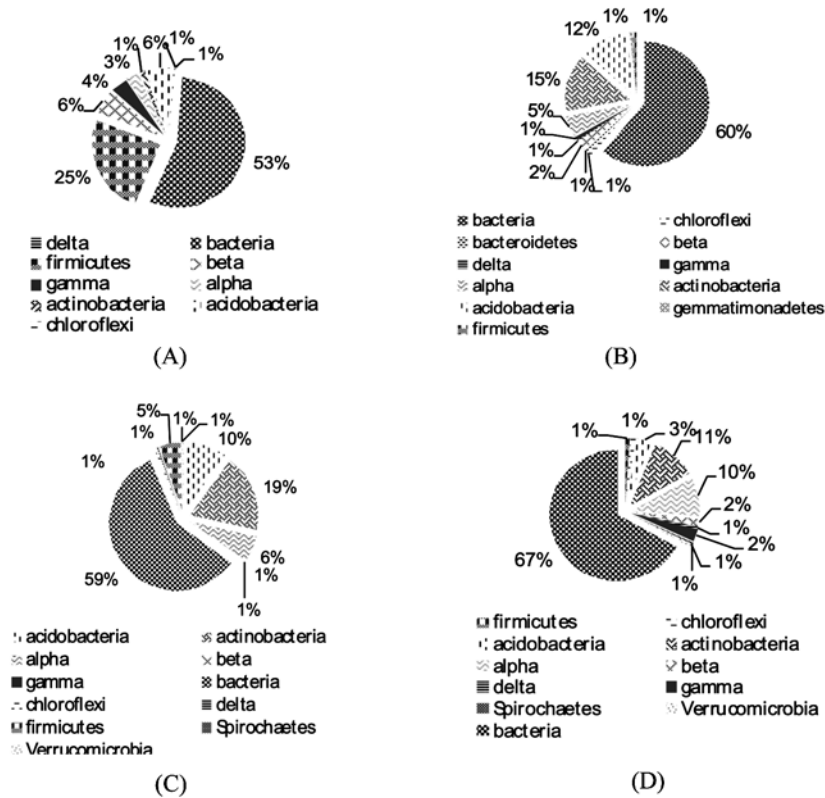 1% 6% 1%
3% 1%
4%
6%
53%
25%
delta bacteria
firmicutes beta
gamma alpha
actinobacteria acidobacteria
chloroflexi
(A)
1% 1%
12%
15%
5%
60%
1%
1%
2%
1% 1%
bacteria chloroflexi
bacteroidetes beta
delta gamma
alpha actinobacteria
acidobacteria gemmatimonadetes
firmicutes
(B)
5% 1% 1%
1% 10%
1%
19%
6%
59% 1%
1%
acidobacteria actinobacteria
alpha beta
gamma bacteria
chloroflexi delta
firmicutes Spirochaetes
Verrucomicrobia
(C)
1% 1% 3%
11%
10%
2%
1%
67% 2%
1% 1%
firmicutes chloroflexi
acidobacteria actinobacteria
alpha beta
delta gamma
Spirochaetes Verrucomicrobia
bacteria
(D)